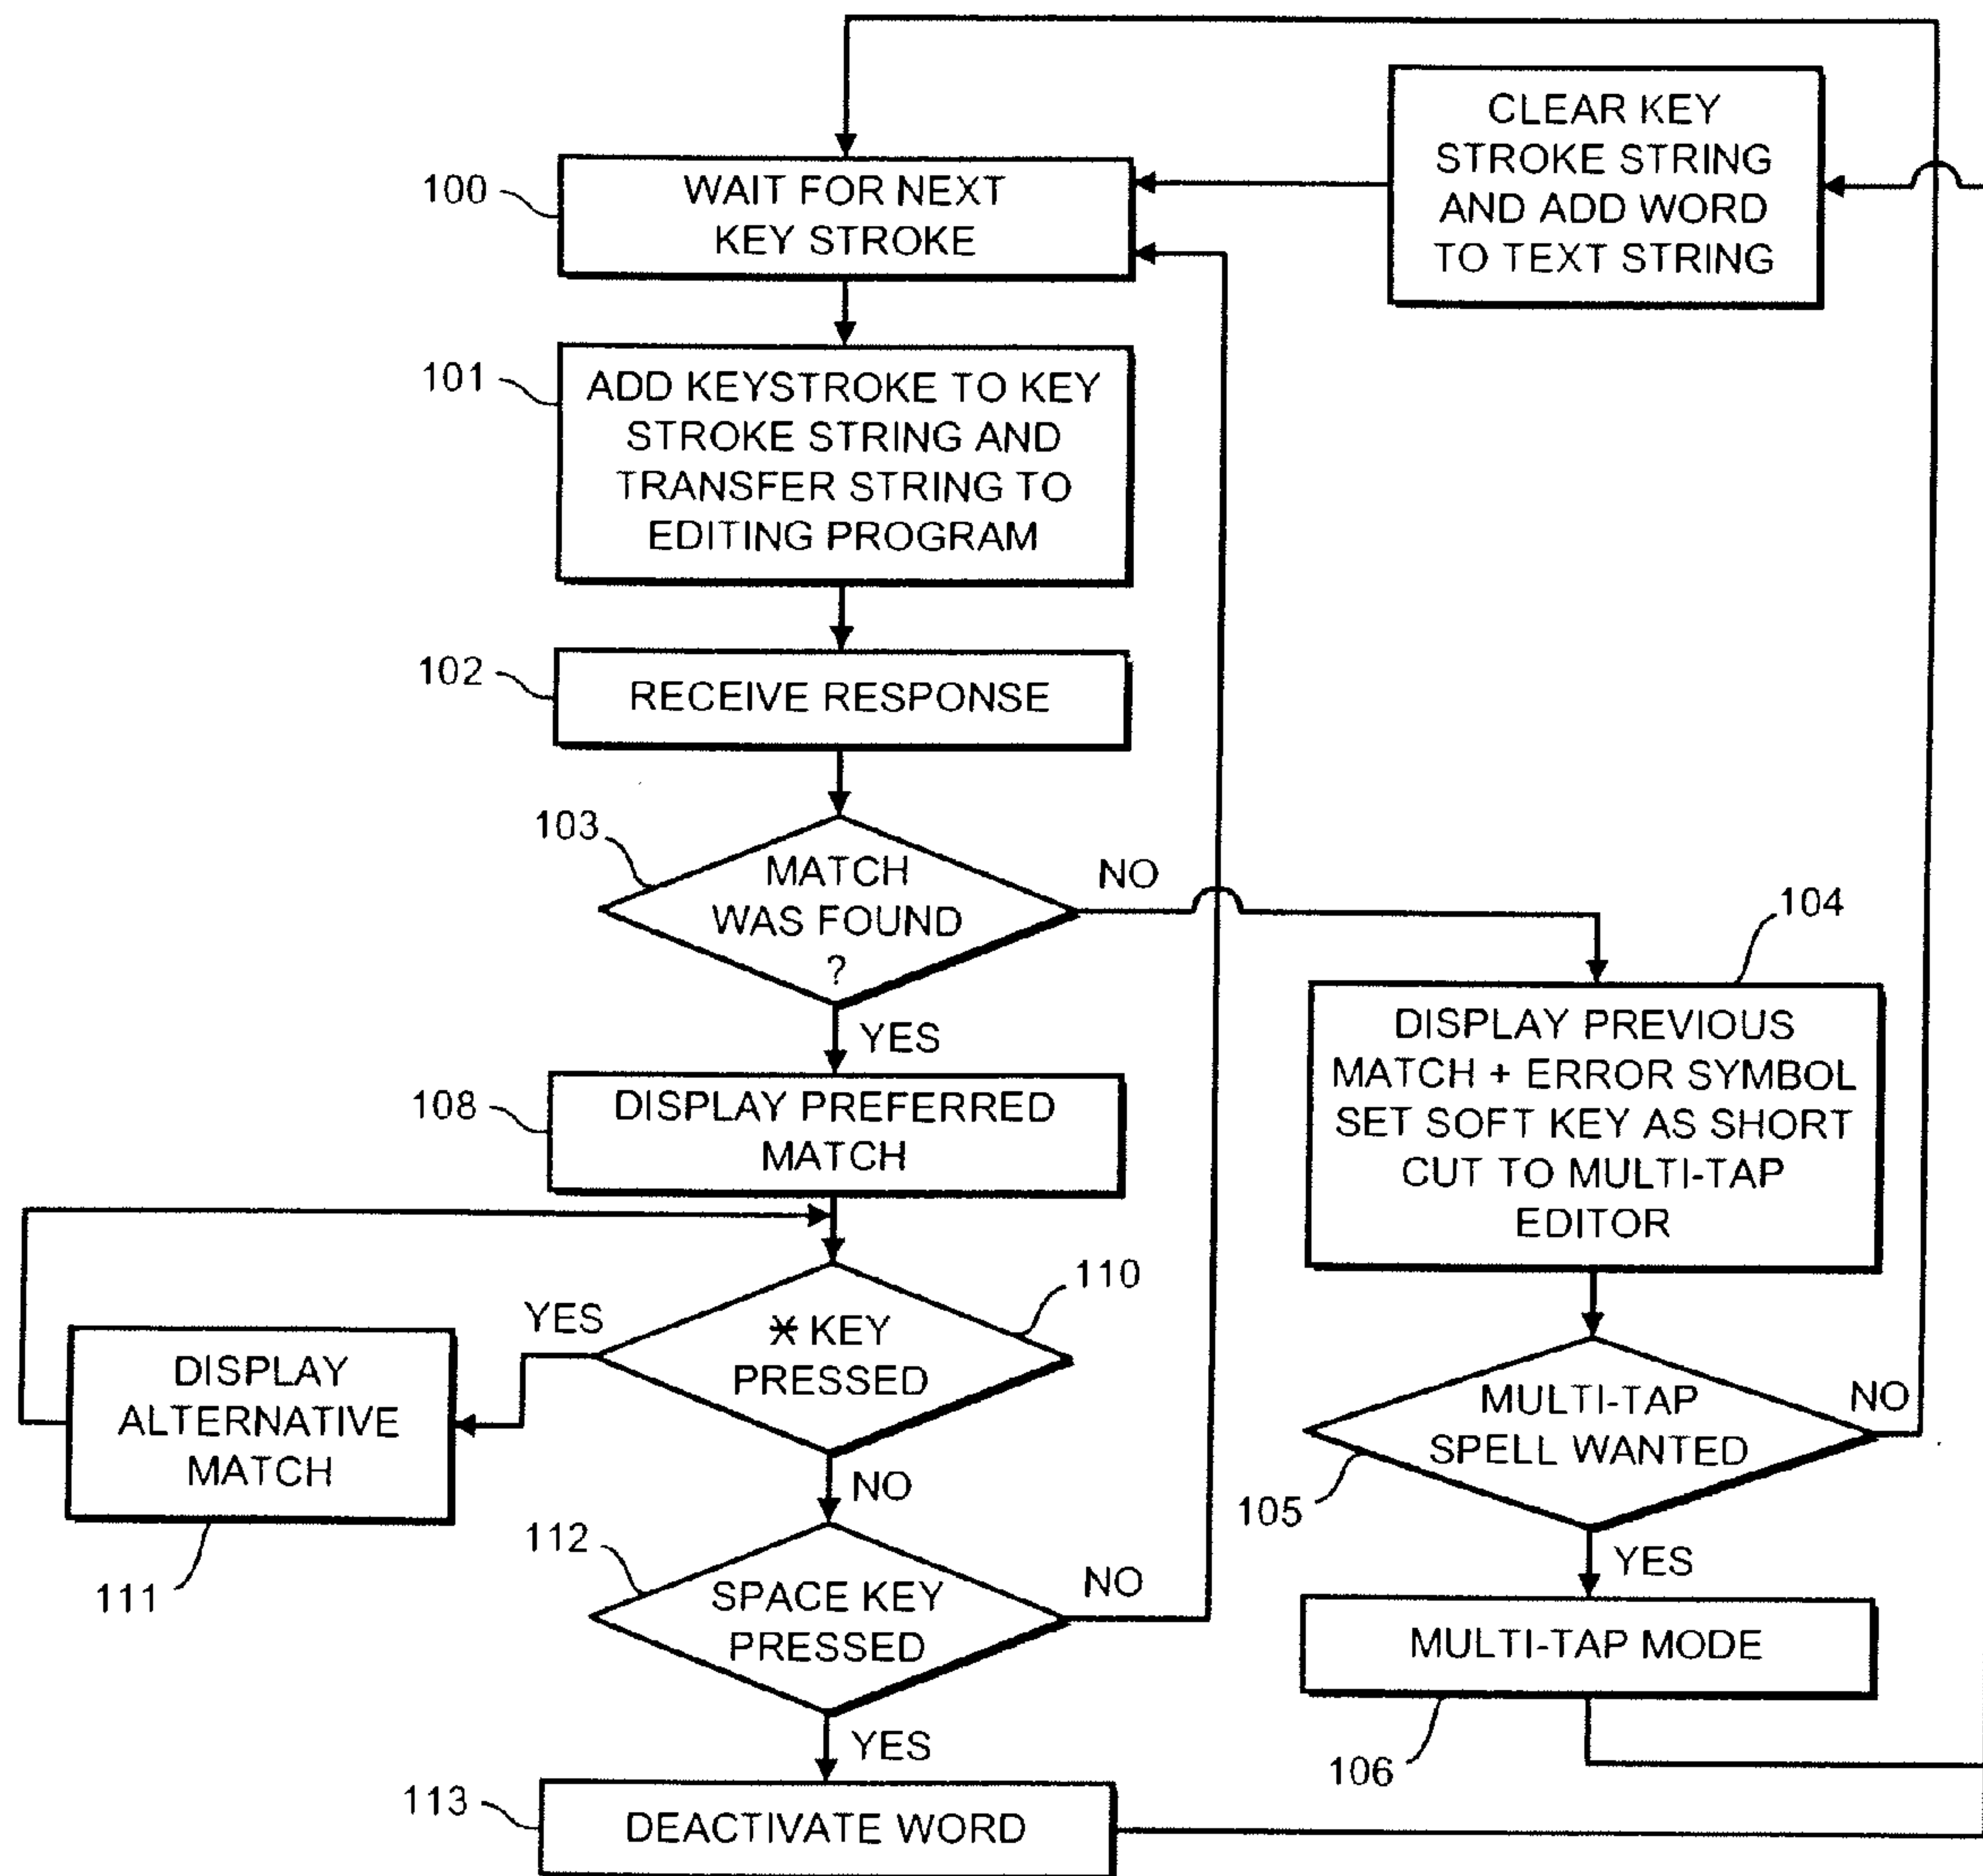 CLEAR KEY
STROKE STRING
AND ADD WORD
TO TEXT STRING
100
WAIT FOR NEXT
KEY STROKE
101
ADD KEYSTROKE TO KEY
STROKE STRING AND
TRANSFER STRING TO
EDITING PROGRAM
102
RECEIVE RESPONSE
103
MATCH
WAS FOUND
?
NO
YES
104
DISPLAY PREVIOUS
MATCH + ERROR SYMBOL
SET SOFT KEY AS SHORT
CUT TO MULTI-TAP
EDITOR
108
DISPLAY PREFERRED
MATCH
110
* KEY
PRESSED
YES
NO
DISPLAY
ALTERNATIVE
MATCH
111
105
MULTI-TAP
SPELL WANTED
NO
YES
112
SPACE KEY
PRESSED
NO
YES
MULTI-TAP MODE
106
113
DEACTIVATE WORD